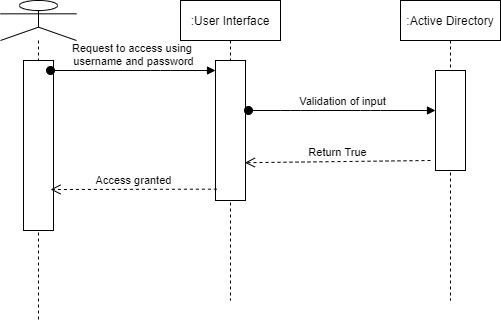 :User Interface
:Active Directory
Request to access using
username and password
Validation of input
Return True
Access granted